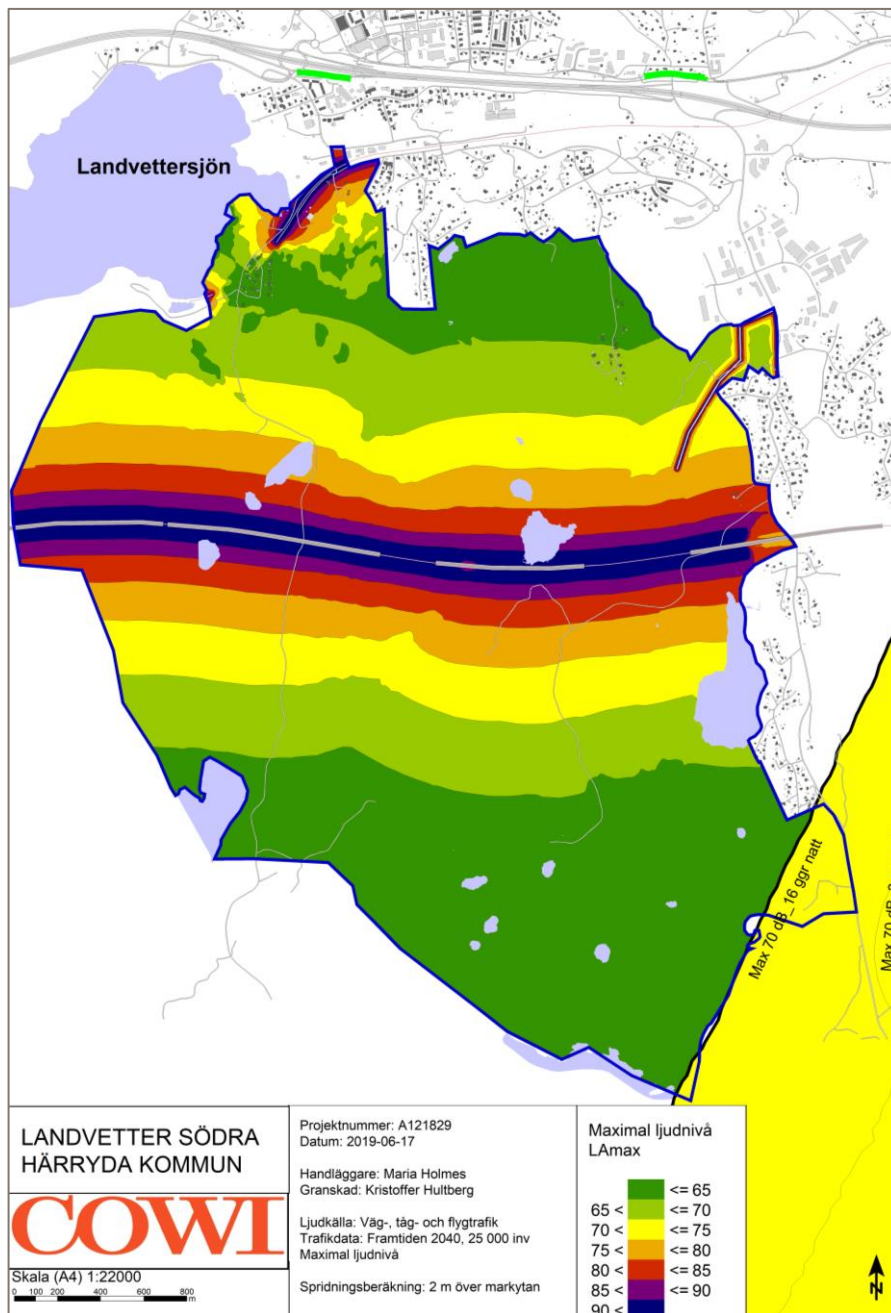 Landvettersjön
Max 70 dB_16 ggr natt
LANDVETTER SÖDRA
HÄRRYDA KOMMUN
COWI
Skala (A4) 1:22000
0 100 200 400 600 800
m
Projektnummer: A121829
Datum: 2019-06-17
Handläggare: Maria Holmes
Granskad: Kristoffer Hultberg
Ljudkälla: Väg-, tåg- och flygtrafik
Trafikdata: Framtiden 2040, 25 000 inv
Maximal ljudnivå
Spridningsberäkning: 2 m över markytan
Maximal ljudnivå
LAmax
<= 65
65 < <= 70
70 < <= 75
75 < <= 80
80 < <= 85
85 < <= 90
90 <
Max 70 dB
N